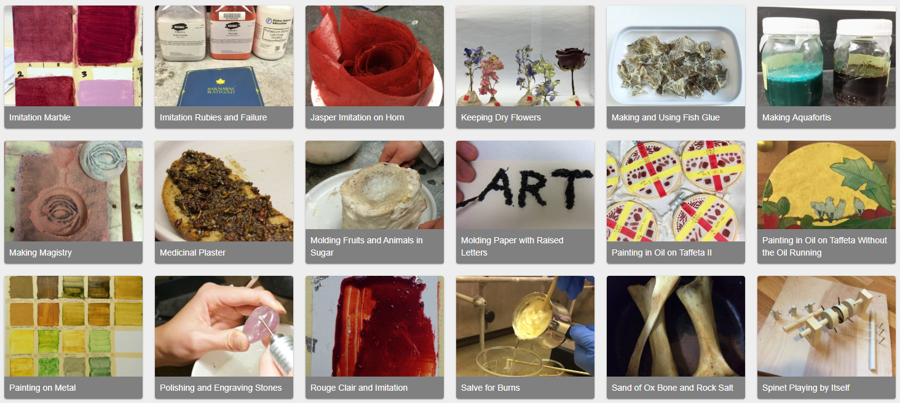 Imitation Marble
Imitation Rubies and Failure
Jasper Imitation on Horn
Keeping Dry Flowers
Making and Using Fish Glue
Making Aquafortis
Making Magistry
Medicinal Plaster
Molding Fruits and Animals in
Sugar
ART
Molding Paper with Raised
Letters
Painting in Oil on Taffeta II
Painting in Oil on Taffeta Without
the Oil Running
Painting on Metal
Polishing and Engraving Stones
Rouge Clair and Imitation
Salve for Burns
Sand of Ox Bone and Rock Salt
Spinet Playing by Itself